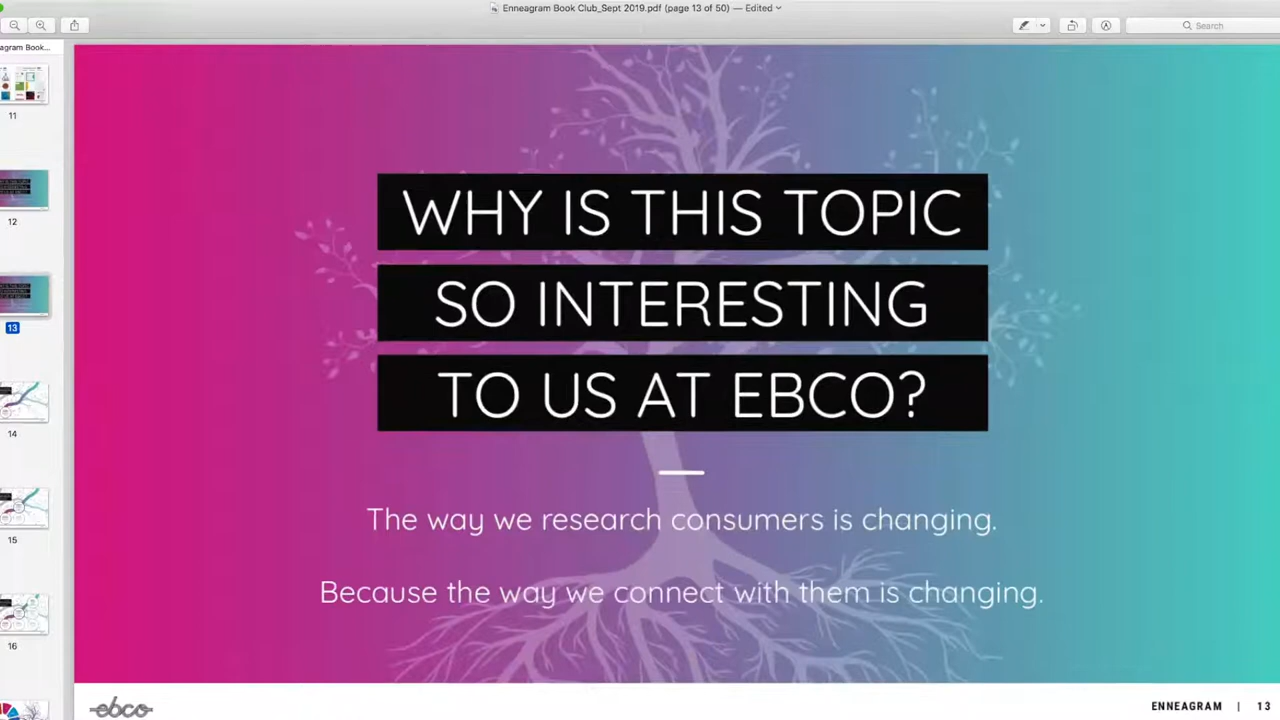 Enneagram Book Club_Sept 2019.pdf (page 13 of 50) — Edited
Search
agram Book...
11
12
13
14
15
16
WHY IS THIS TOPIC
SO INTERESTING
TO US AT EBCO?
The way we research consumers is changing.
Because the way we connect with them is changing.
ebco
ENNEAGRAM | 13